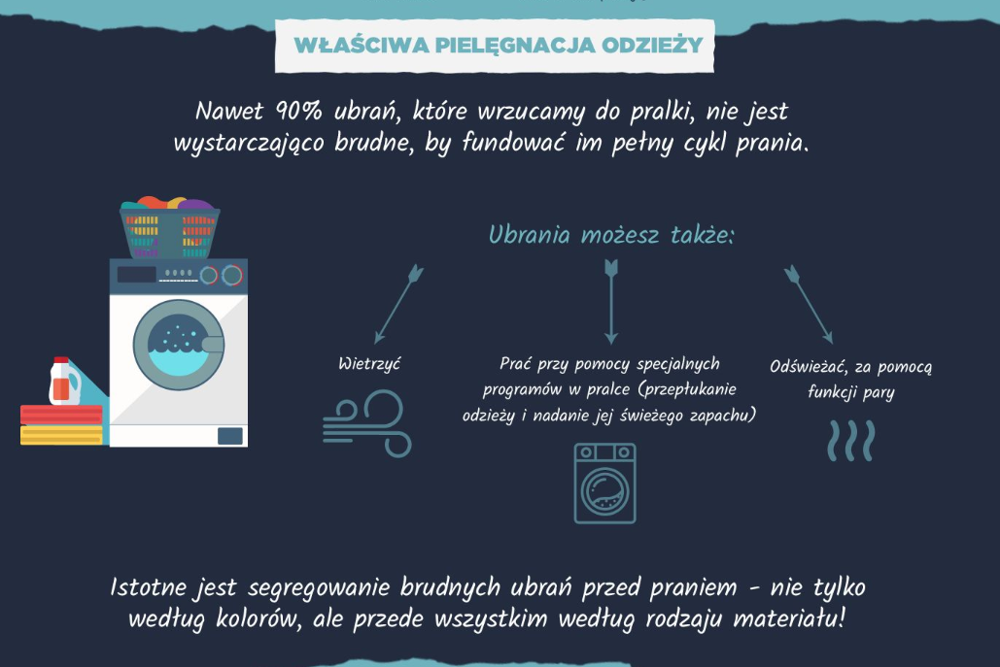 WŁAŚCIWA PIELĘGNACJA ODZIEŻY
Nawet 90% ubrań, które wrzucamy do pralki, nie jest
wystarczająco brudne, by fundować im pełny cykl prania.
Ubrania możesz także:
Wietrzyć
Prać przy pomocy specjalnych
programów w pralce (przepłukanie
odzieży i nadanie jej świeżego zapachu)
Odświeżać, za pomocą
funkcji pary
Istotne jest segregowanie brudnych ubrań przed praniem - nie tylko
według kolorów, ale przede wszystkim według rodzaju materiału!